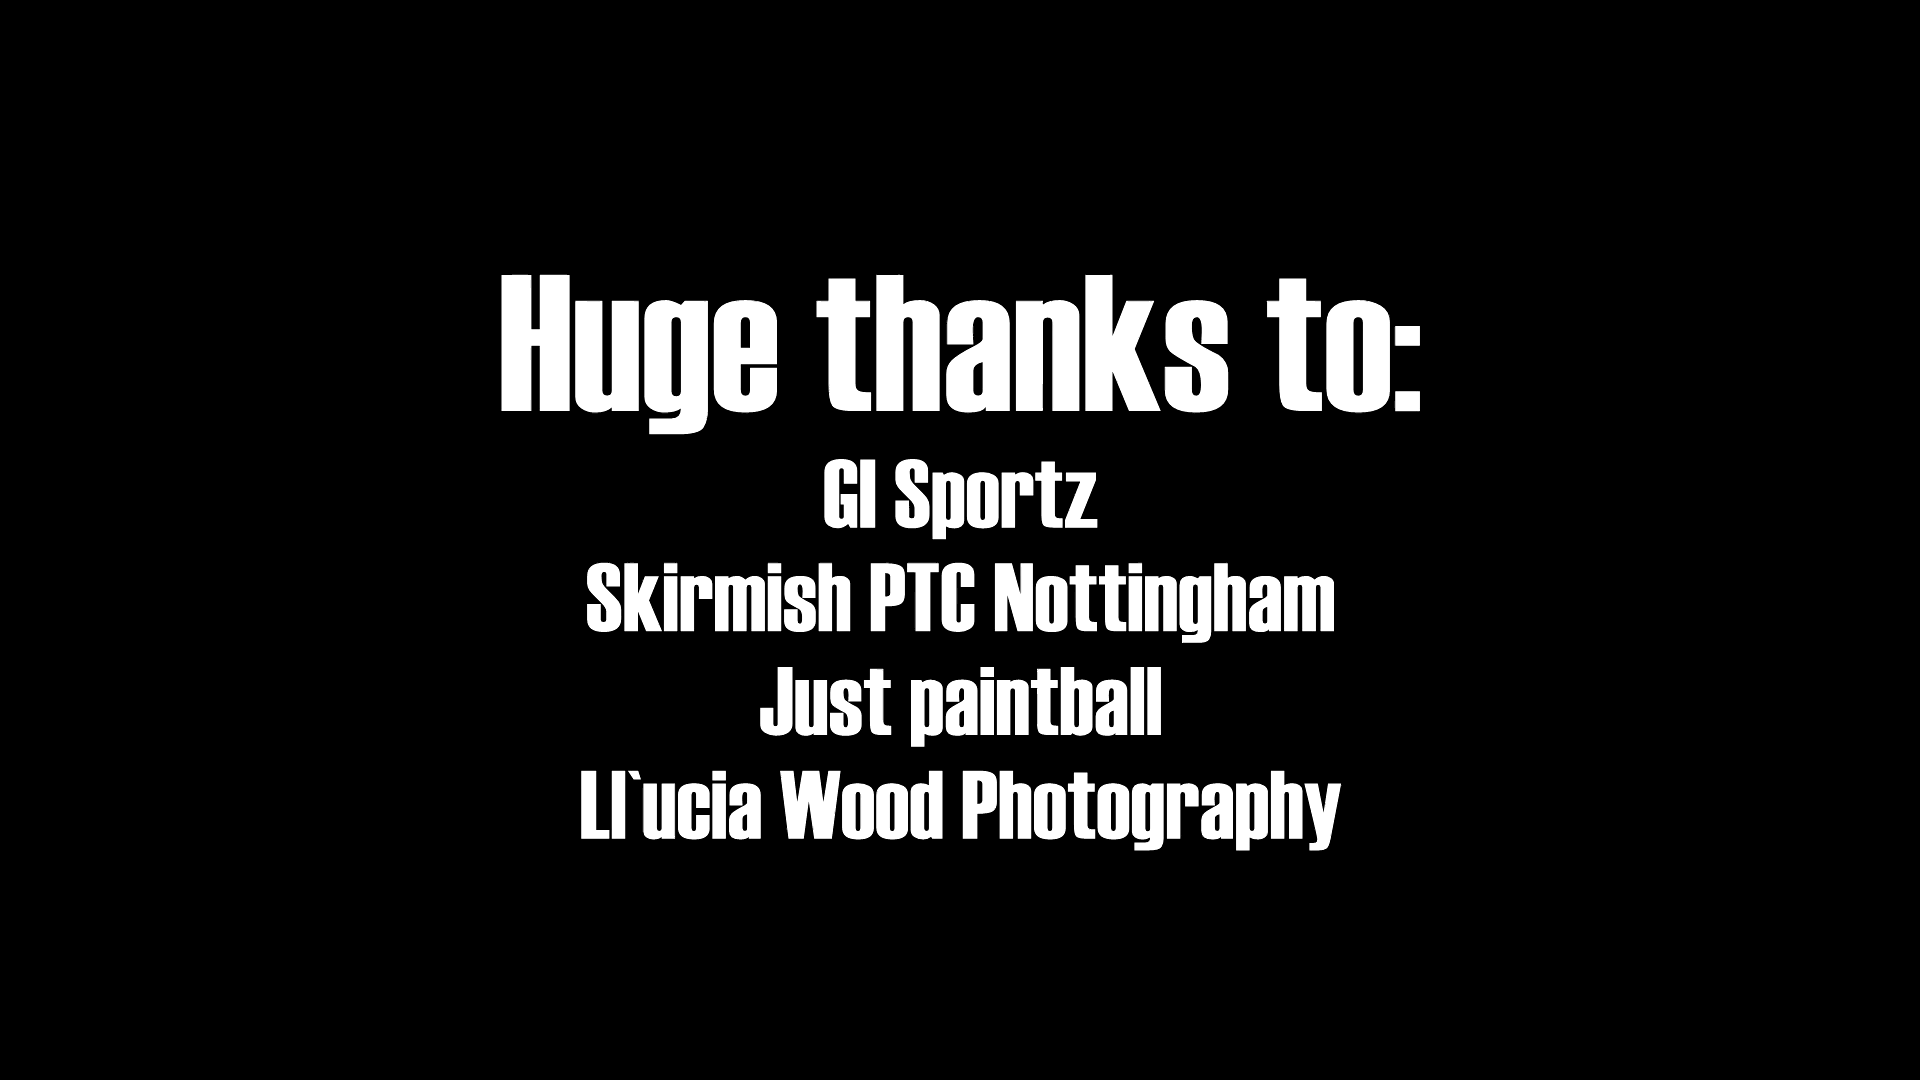 Huge thanks to:
GI Sportz
Skirmish PTC Nottingham
Just paintball
Ll`ucia Wood Photography